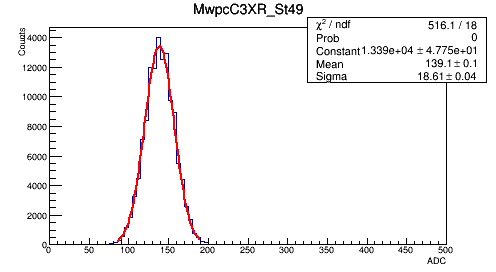 MwpcC3XR_St49
χ² / ndf 516.1 / 18
Prob 0
Constant 1.339e+04 ± 4.775e+01
Mean 139.1 ± 0.1
Sigma 18.61 ± 0.04
Counts
14000
12000
10000
8000
6000
4000
2000
0
0 50 100 150 200 250 300 350 400 450 500
ADC